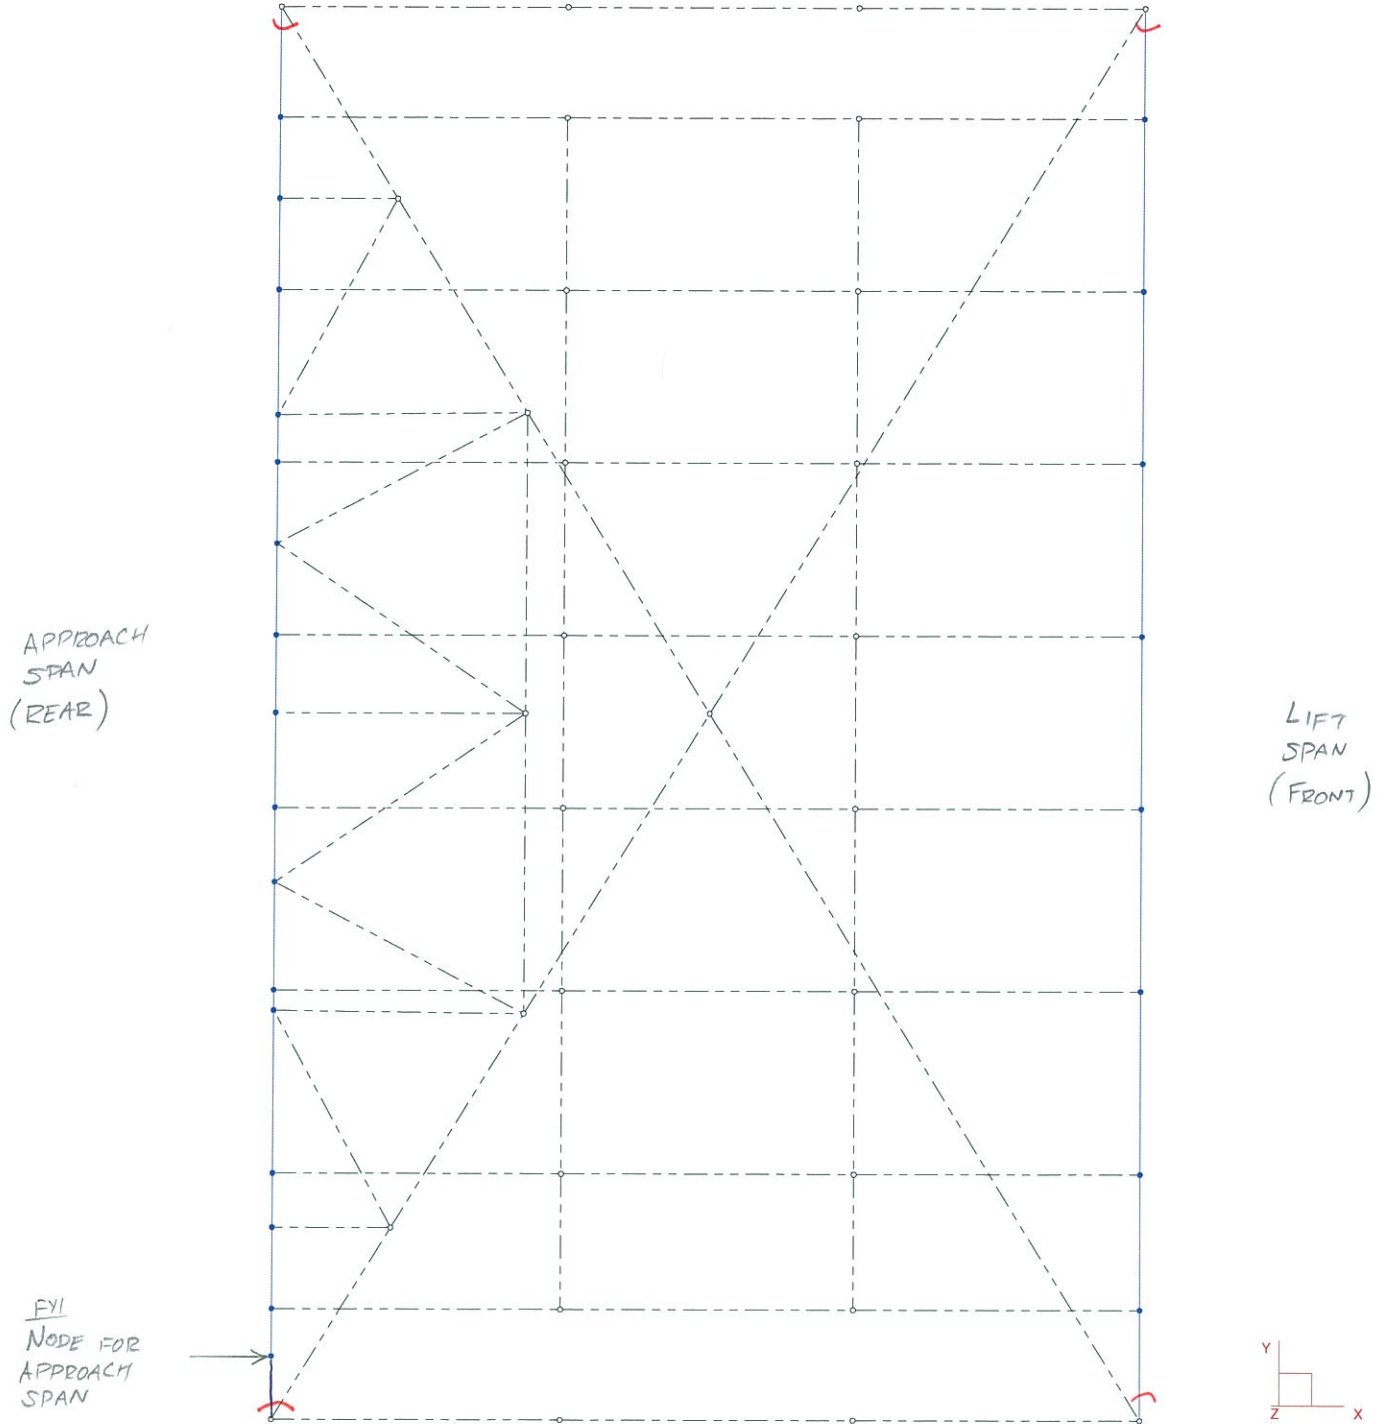 APPROACH
SPAN
(REAR)
LIFT
SPAN
(FRONT)
FYI
NODE FOR
APPROACH
SPAN
Y
Z X